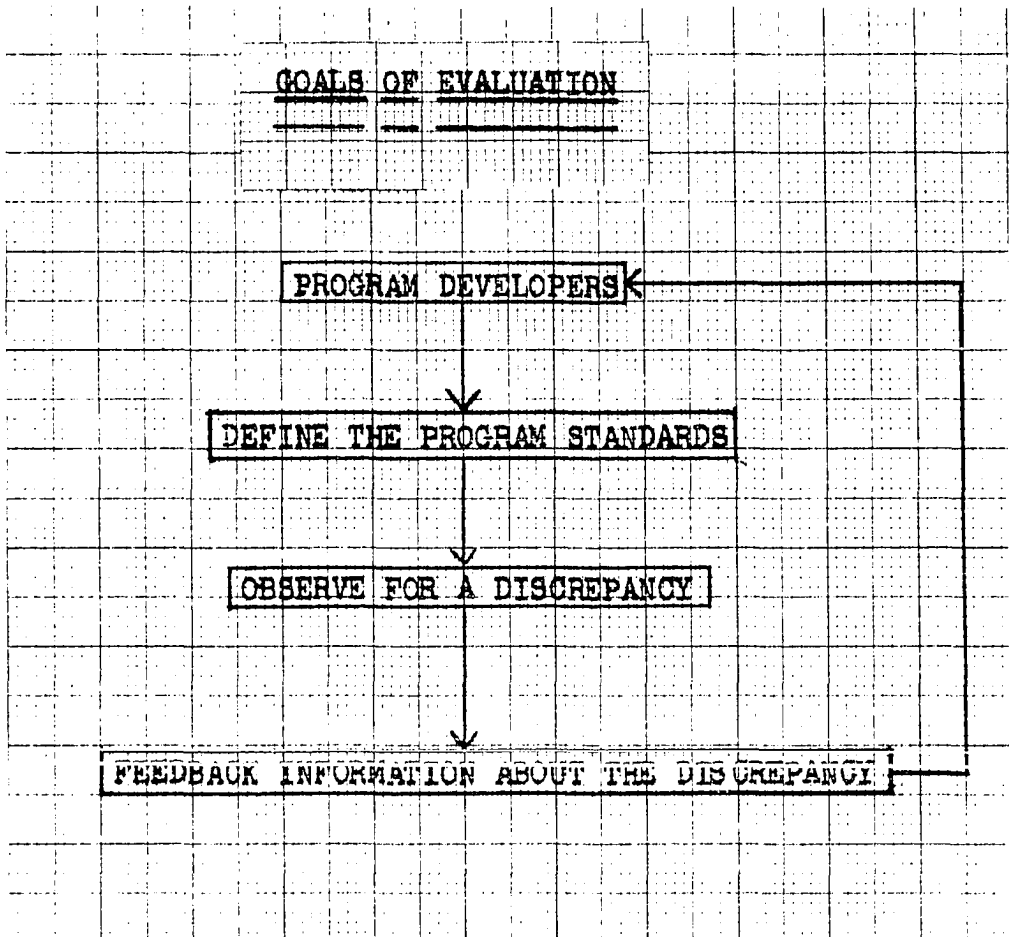 GOALS OF EVALUATION
PROGRAM DEVELOPERS
DEFINE THE PROGRAM STANDARDS
OBSERVE FOR A DISCREPANCY
FEEDBACK INFORMATION ABOUT THE DISCREPANCY